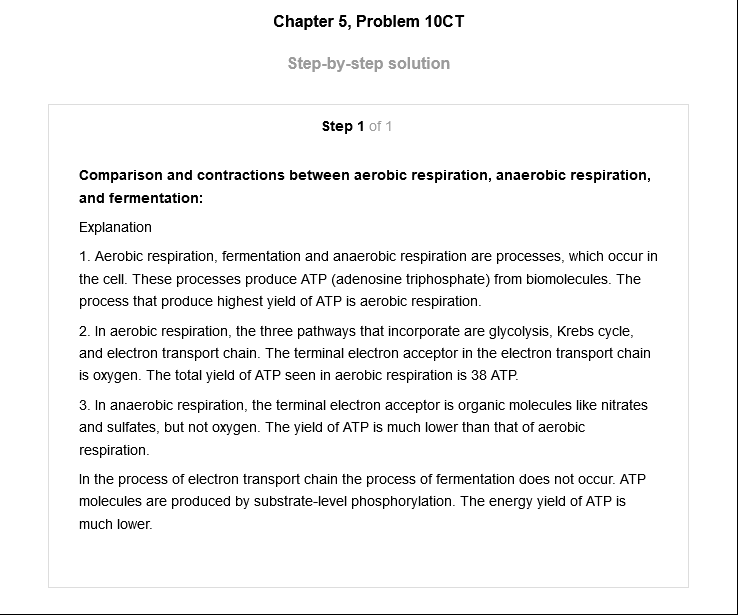 Chapter 5, Problem 10CT
Step-by-step solution
Step 1 of 1
Comparison and contractions between aerobic respiration, anaerobic respiration,
and fermentation:
Explanation
1. Aerobic respiration, fermentation and anaerobic respiration are processes, which occur in
the cell. These processes produce ATP (adenosine triphosphate) from biomolecules. The
process that produce highest yield of ATP is aerobic respiration.
2. In aerobic respiration, the three pathways that incorporate are glycolysis, Krebs cycle,
and electron transport chain. The terminal electron acceptor in the electron transport chain
is oxygen. The total yield of ATP seen in aerobic respiration is 38 ATP.
3. In anaerobic respiration, the terminal electron acceptor is organic molecules like nitrates
and sulfates, but not oxygen. The yield of ATP is much lower than that of aerobic
respiration.
In the process of electron transport chain the process of fermentation does not occur. ATP
molecules are produced by substrate-level phosphorylation. The energy yield of ATP is
much lower.